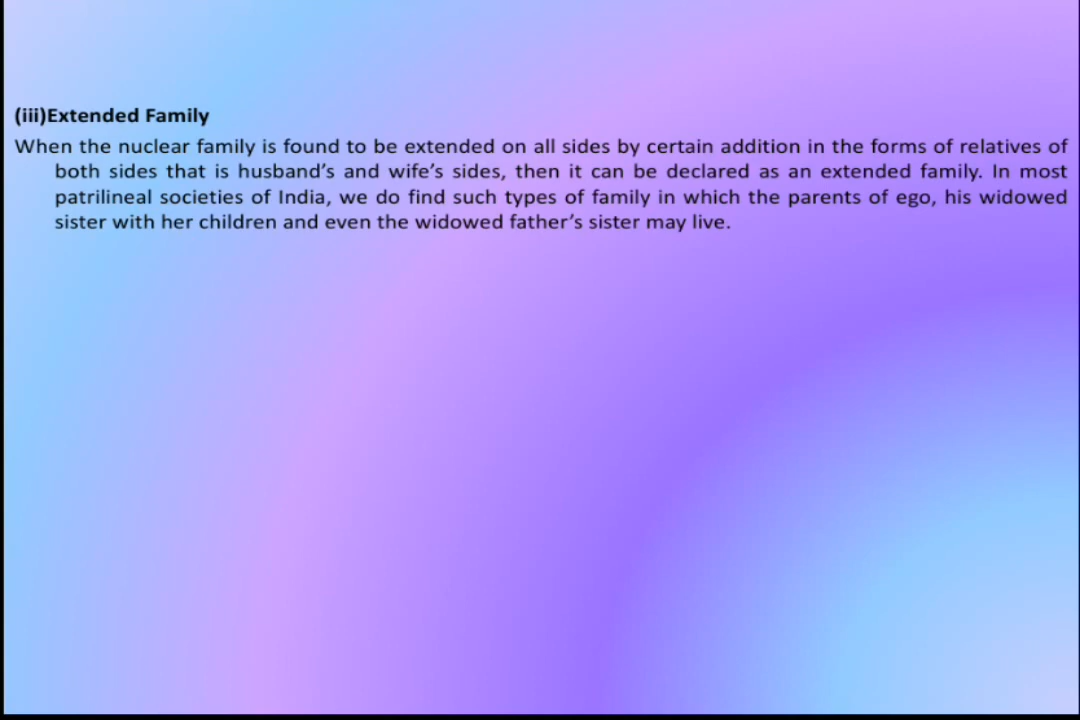 (iii)Extended Family
When the nuclear family is found to be extended on all sides by certain addition in the forms of relatives of
both sides that is husband’s and wife’s sides, then it can be declared as an extended family. In most
patrilineal societies of India, we do find such types of family in which the parents of ego, his widowed
sister with her children and even the widowed father’s sister may live.